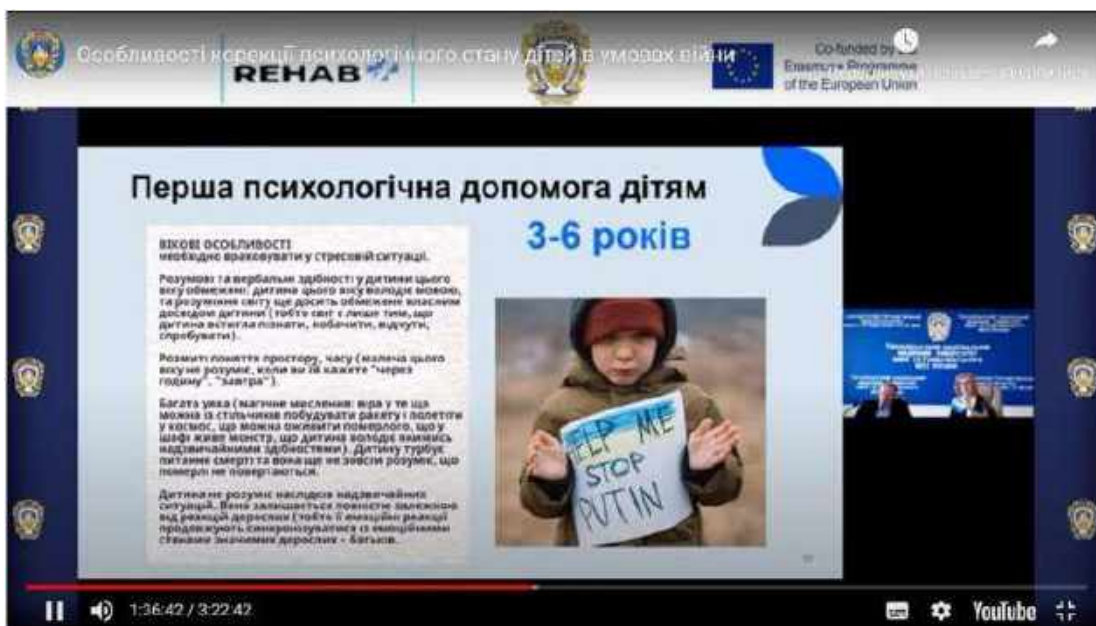 Особливості корекції психологічного стану дітей в умовах війни
REHAB
Co-funded by
Erasmus+ Programme
of the European Union
Перша психологічна допомога дітям
3-6 років
ВІКОВІ ОСОБЛИВОСТІ
необхідно враховувати у стресовій ситуації.
Розумові та вербальні здібності у дитини цього
віку обмежені: дитина цього віку володіє мовою,
та розуміння світу ще досить обмежене власним
досвідом дитини (тобто світ є лише тим, що
дитина встигла пізнати, побачити, відчути,
спробувати).
Розмиті поняття простору, часу (малеча цього
віку не розуміє, коли ви їй кажете "через
годину", "завтра").
Багата уява (магічне мислення: віра у те що
можна із стільчиків побудувати ракету і полетіти
у космос, що можна оживити померлого, що у
шафі живе монстр, що дитина володіє якимись
надзвичайними здібностями). Дитину турбує
питання смерті та вона ще не зовсім розуміє, що
померлі не повертаються.
Дитина не розуміє наслідків надзвичайних
ситуацій. Вона залишається повністю залежною
від реакцій дорослих (тобто її емоційні реакції
продовжують синхронізуватися із емоційними
станами значимих дорослих – батьків.
HELP ME
STOP
PUTIN
1:36:42 / 3:22:42
YouTube